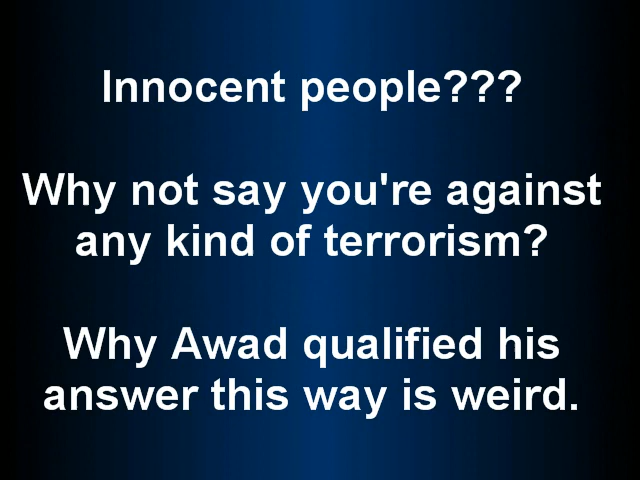 Innocent people???
Why not say you're against
any kind of terrorism?
Why Awad qualified his
answer this way is weird.